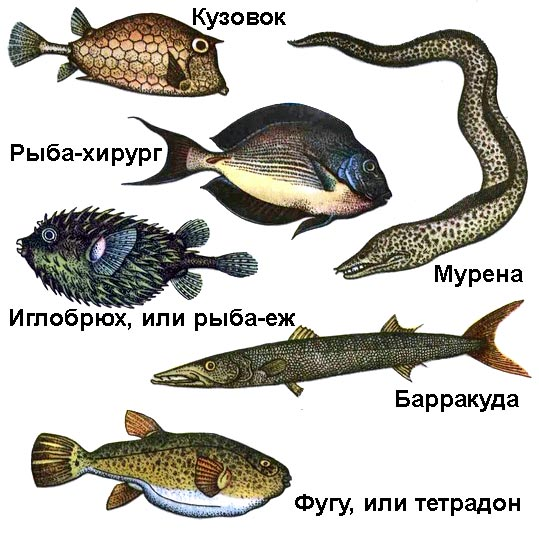 Кузовок
Рыба-хирург
Мурена
Иглобрюх, или рыба-еж
Барракуда
Фугу, или тетрадон